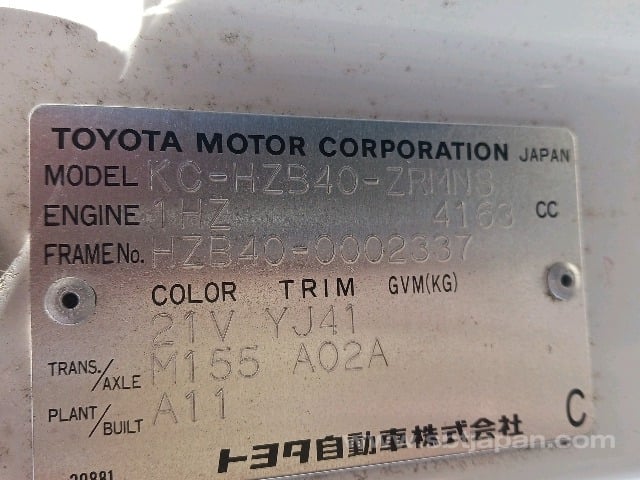 TOYOTA MOTOR CORPORATION JAPAN
MODEL KC-HZB40-ZRMNS
ENGINE 1HZ 4163 CC
FRAME No. HZB40-0002337
COLOR TRIM GVM(KG)
21V YJ41
TRANS./AXLE M155 A02A
PLANT/BUILT A11
C
トヨタ自動車株式会社